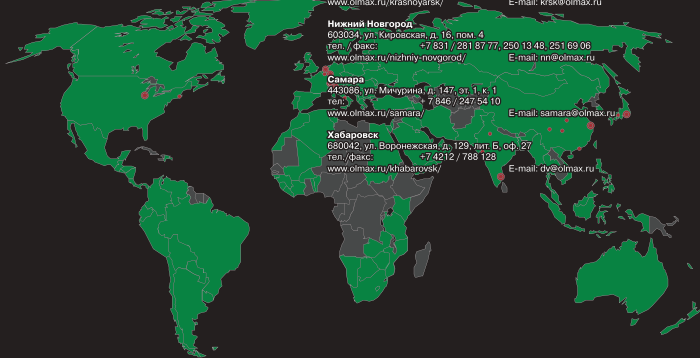 www.olmax.ru/krasnoyarsk/ E-mail: krsk@olmax.ru
Нижний Новгород
603034, ул. Кировская, д. 16, пом. 4
тел. / факс: +7 831 / 281 87 77, 250 13 48, 251 69 06
www.olmax.ru/nizhniy-novgorod/ E-mail: nn@olmax.ru
Самара
443086, ул. Мичурина, д. 147, эт. 1, к. 1
тел: +7 846 / 247 54 10
www.olmax.ru/samara/ E-mail: samara@olmax.ru
Хабаровск
680042, ул. Воронежская, д. 129, лит. Б, оф. 27
тел./факс: +7 4212 / 788 128
www.olmax.ru/khabarovsk/ E-mail: dv@olmax.ru